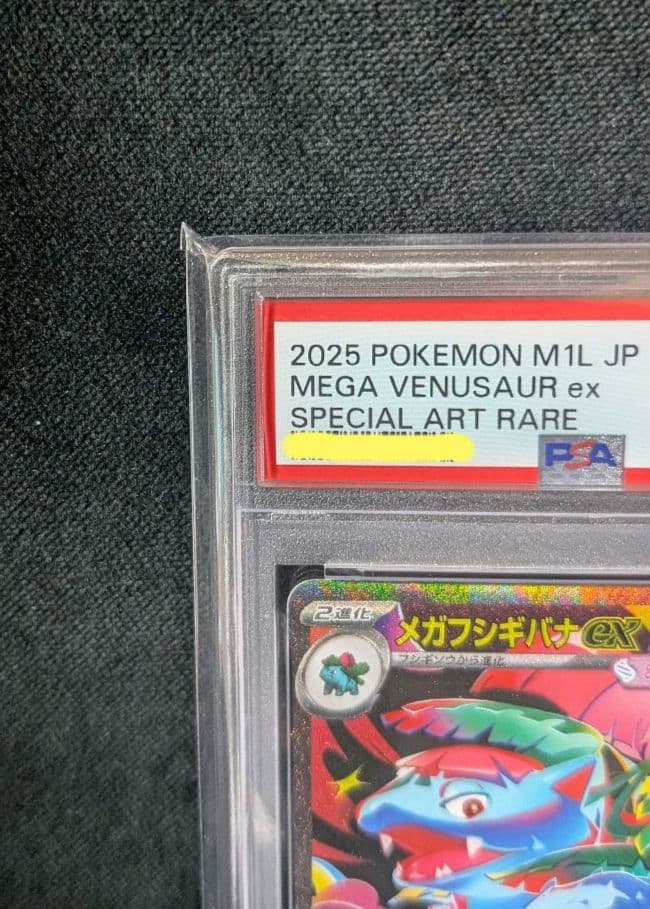 2025 POKEMON M1L JP
MEGA VENUSAUR ex
SPECIAL ART RARE
PSA
2進化
メガフシギバナex
フシギソウから進化